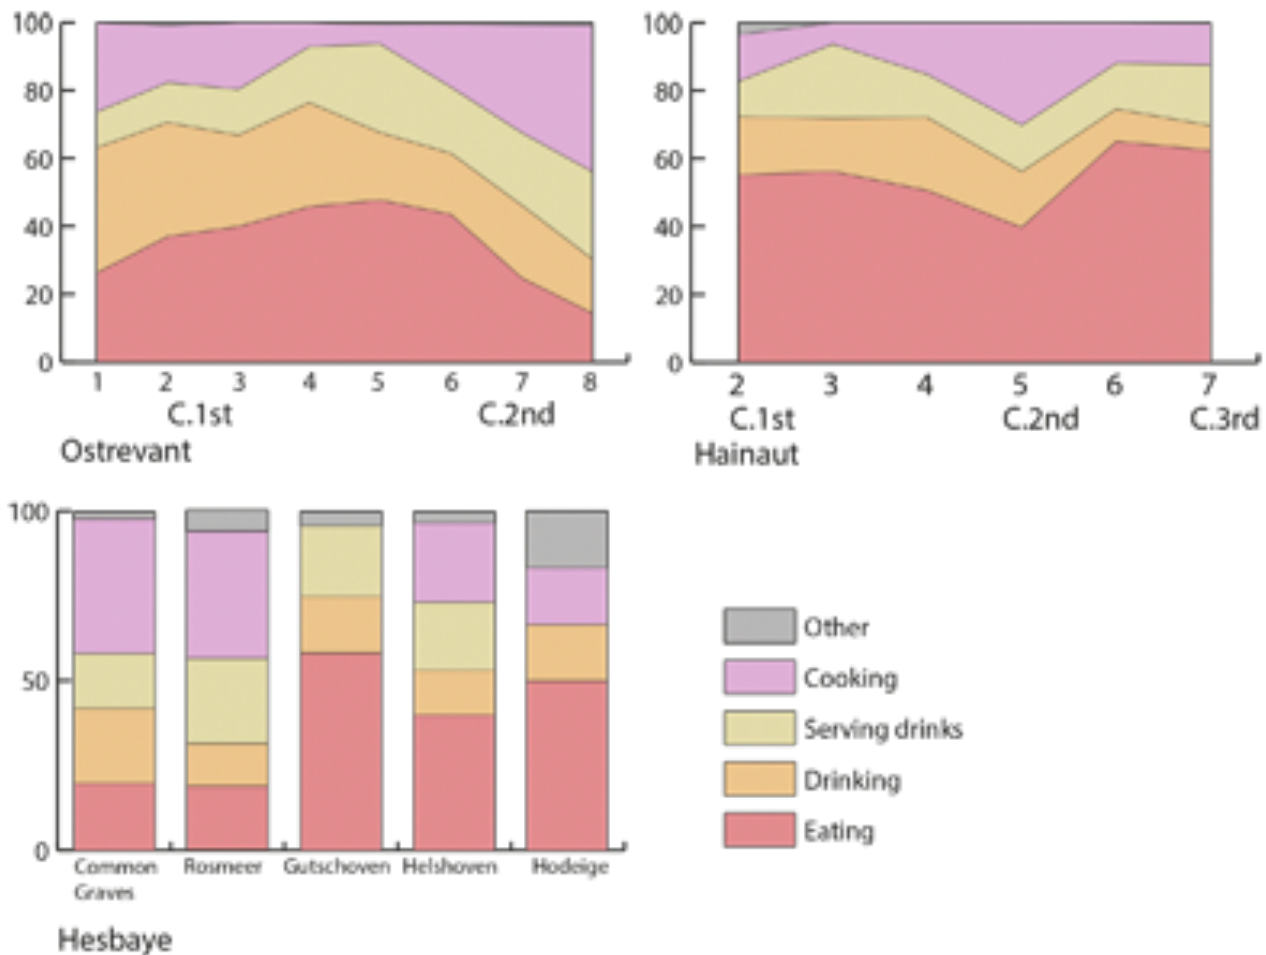 100
80
60
40
20
0
1 2 3 4 5 6 7 8
C.1st C.2nd
Ostrevant
100
80
60
40
20
0
2 3 4 5 6 7
C.1st C.2nd C.3rd
Hainaut
100
50
0
Common Graves Rosmeer Gutschoven Helshoven Hodeige
Hesbaye
Other
Cooking
Serving drinks
Drinking
Eating